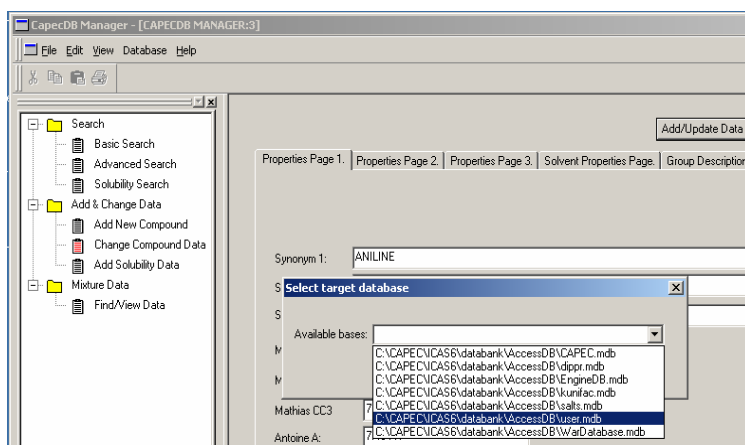 CapecDB Manager - [CAPECDB MANAGER:3]
File Edit View Database Help
Search
Basic Search
Advanced Search
Solubility Search
Add & Change Data
Add New Compound
Change Compound Data
Add Solubility Data
Mixture Data
Find/View Data
Add/Update Data
Properties Page 1. Properties Page 2. Properties Page 3. Solvent Properties Page. Group Description
Synonym 1: ANILINE
Select target database
Available bases:
C:\CAPEC\ICAS6\databank\AccessDB\CAPEC.mdb
C:\CAPEC\ICAS6\databank\AccessDB\dippr.mdb
C:\CAPEC\ICAS6\databank\AccessDB\EngineDB.mdb
C:\CAPEC\ICAS6\databank\AccessDB\kunifac.mdb
C:\CAPEC\ICAS6\databank\AccessDB\salts.mdb
C:\CAPEC\ICAS6\databank\AccessDB\user.mdb
C:\CAPEC\ICAS6\databank\AccessDB\WarDatabase.mdb
Mathias CC3
Antoine A: